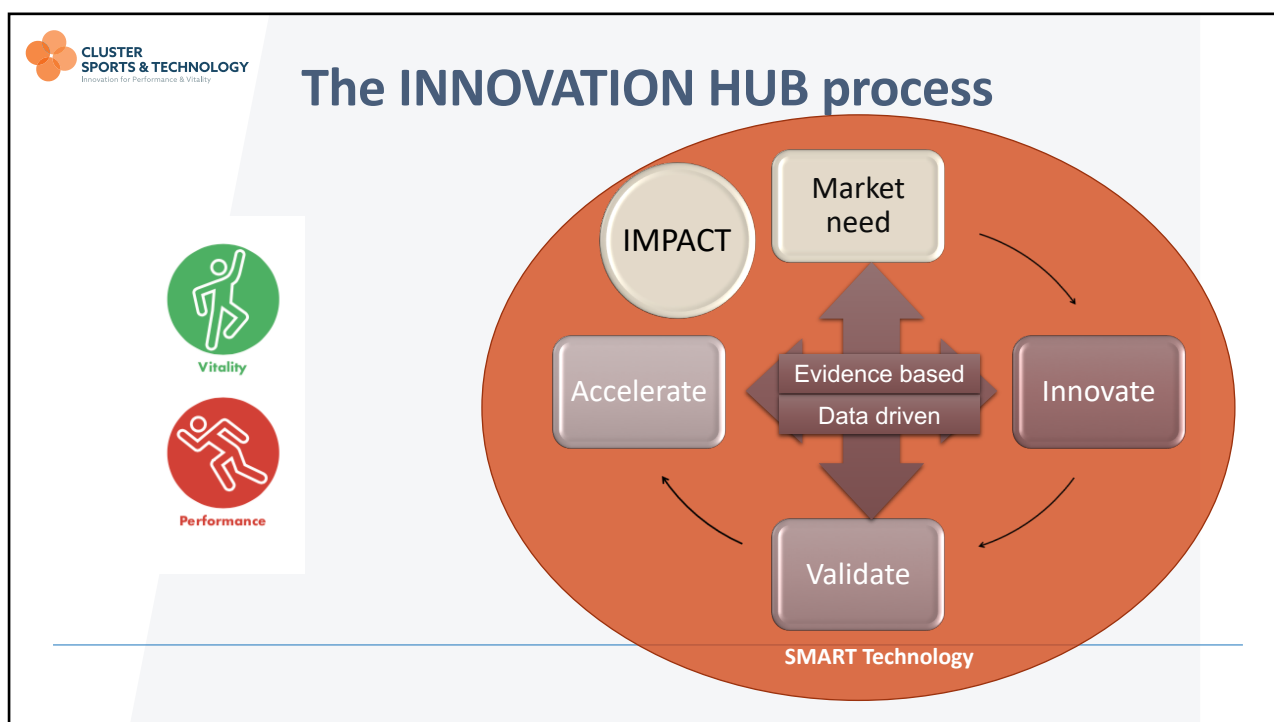 CLUSTER
SPORTS & TECHNOLOGY
Innovation for Performance & Vitality
The INNOVATION HUB process
Market
need
IMPACT
Vitality
Accelerate
Evidence based
Data driven
Innovate
Performance
Validate
SMART Technology